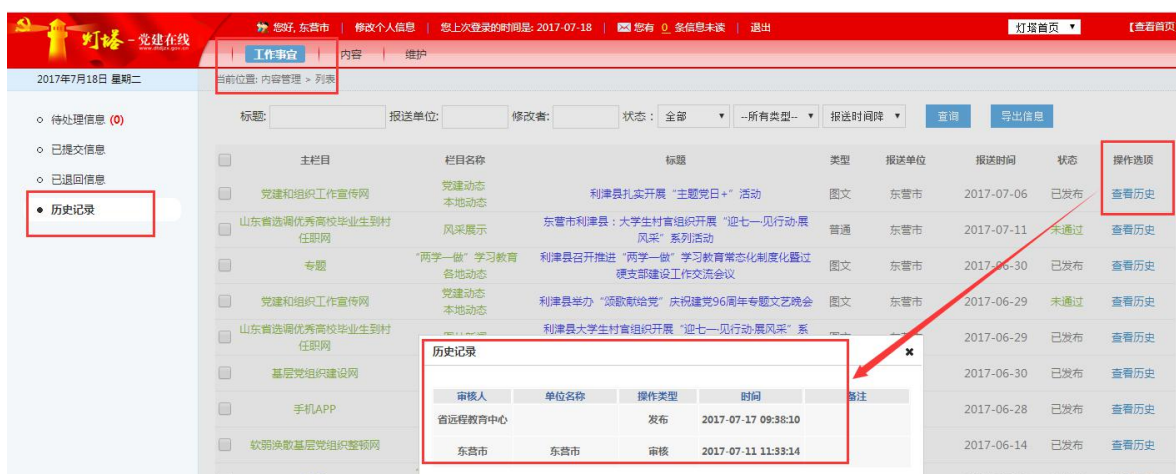 灯塔-党建在线
www.dtdjzx.gov.cn
您好, 东营市 | 修改个人信息 | 您上次登录的时间是: 2017-07-18 | 您有 0 条信息未读 | 退出
灯塔首页
【查看首页
工作事宜 | 内容 | 维护
2017年7月18日 星期二
当前位置: 内容管理 > 列表
待处理信息 (0)
已提交信息
已退回信息
历史记录
标题: 报送单位: 修改者: 状态: 全部 --所有类型-- 报送时间降 查询 导出信息
主栏目 栏目名称 标题 类型 报送单位 报送时间 状态 操作选项
党建和组织工作宣传网 党建动态 本地动态 利津县扎实开展“主题党日+”活动 图文 东营市 2017-07-06 已发布 查看历史
山东省选调优秀高校毕业生到村任职网 风采展示 东营市利津县:大学生村官组织开展“迎七一·见行动·展风采”系列活动 普通 东营市 2017-07-11 未通过 查看历史
专题 “两学一做”学习教育 各地动态 利津县召开推进“两学一做”学习教育常态化制度化暨过硬支部建设工作交流会议 图文 东营市 2017-06-30 已发布 查看历史
党建和组织工作宣传网 党建动态 本地动态 利津县举办“颂歌献给党”庆祝建党96周年专题文艺晚会 图文 东营市 2017-06-29 未通过 查看历史
山东省选调优秀高校毕业生到村任职网 利津县大学生村官组织开展“迎七一·见行动·展风采”系 2017-06-29 已发布 查看历史
基层党组织建设网 2017-06-30 已发布 查看历史
手机APP 2017-06-28 已发布 查看历史
软弱涣散基层党组织整顿网 2017-06-14 已发布 查看历史
历史记录
审核人 单位名称 操作类型 时间 备注
省远程教育中心 发布 2017-07-17 09:38:10
东营市 东营市 审核 2017-07-11 11:33:14